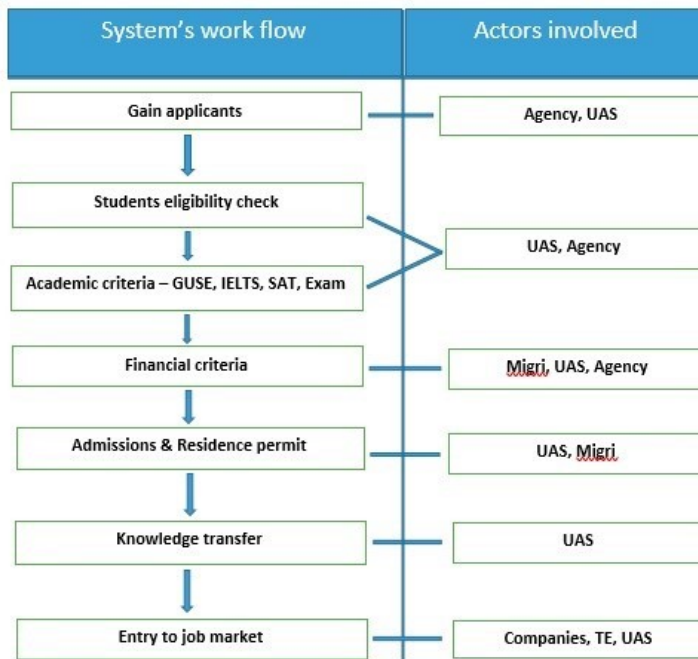 System's work flow
Actors involved
Gain applicants
Agency, UAS
Students eligibility check
UAS, Agency
Academic criteria – GUSE, IELTS, SAT, Exam
Financial criteria
Migri, UAS, Agency
Admissions & Residence permit
UAS, Migri
Knowledge transfer
UAS
Entry to job market
Companies, TE, UAS